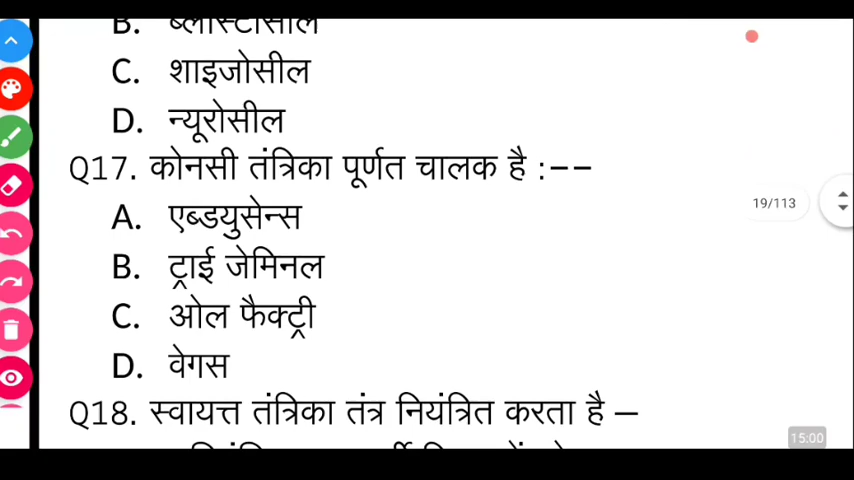 B. ब्लास्टोसील
C. शाइजोसील
D. न्यूरोसील
Q17. कोनसी तंत्रिका पूर्णत चालक है :--
19/113
A. एब्डयुसेन्स
B. ट्राई जेमिनल
C. ओल फैक्ट्री
D. वेगस
Q18. स्वायत्त तंत्रिका तंत्र नियंत्रित करता है –
15:00